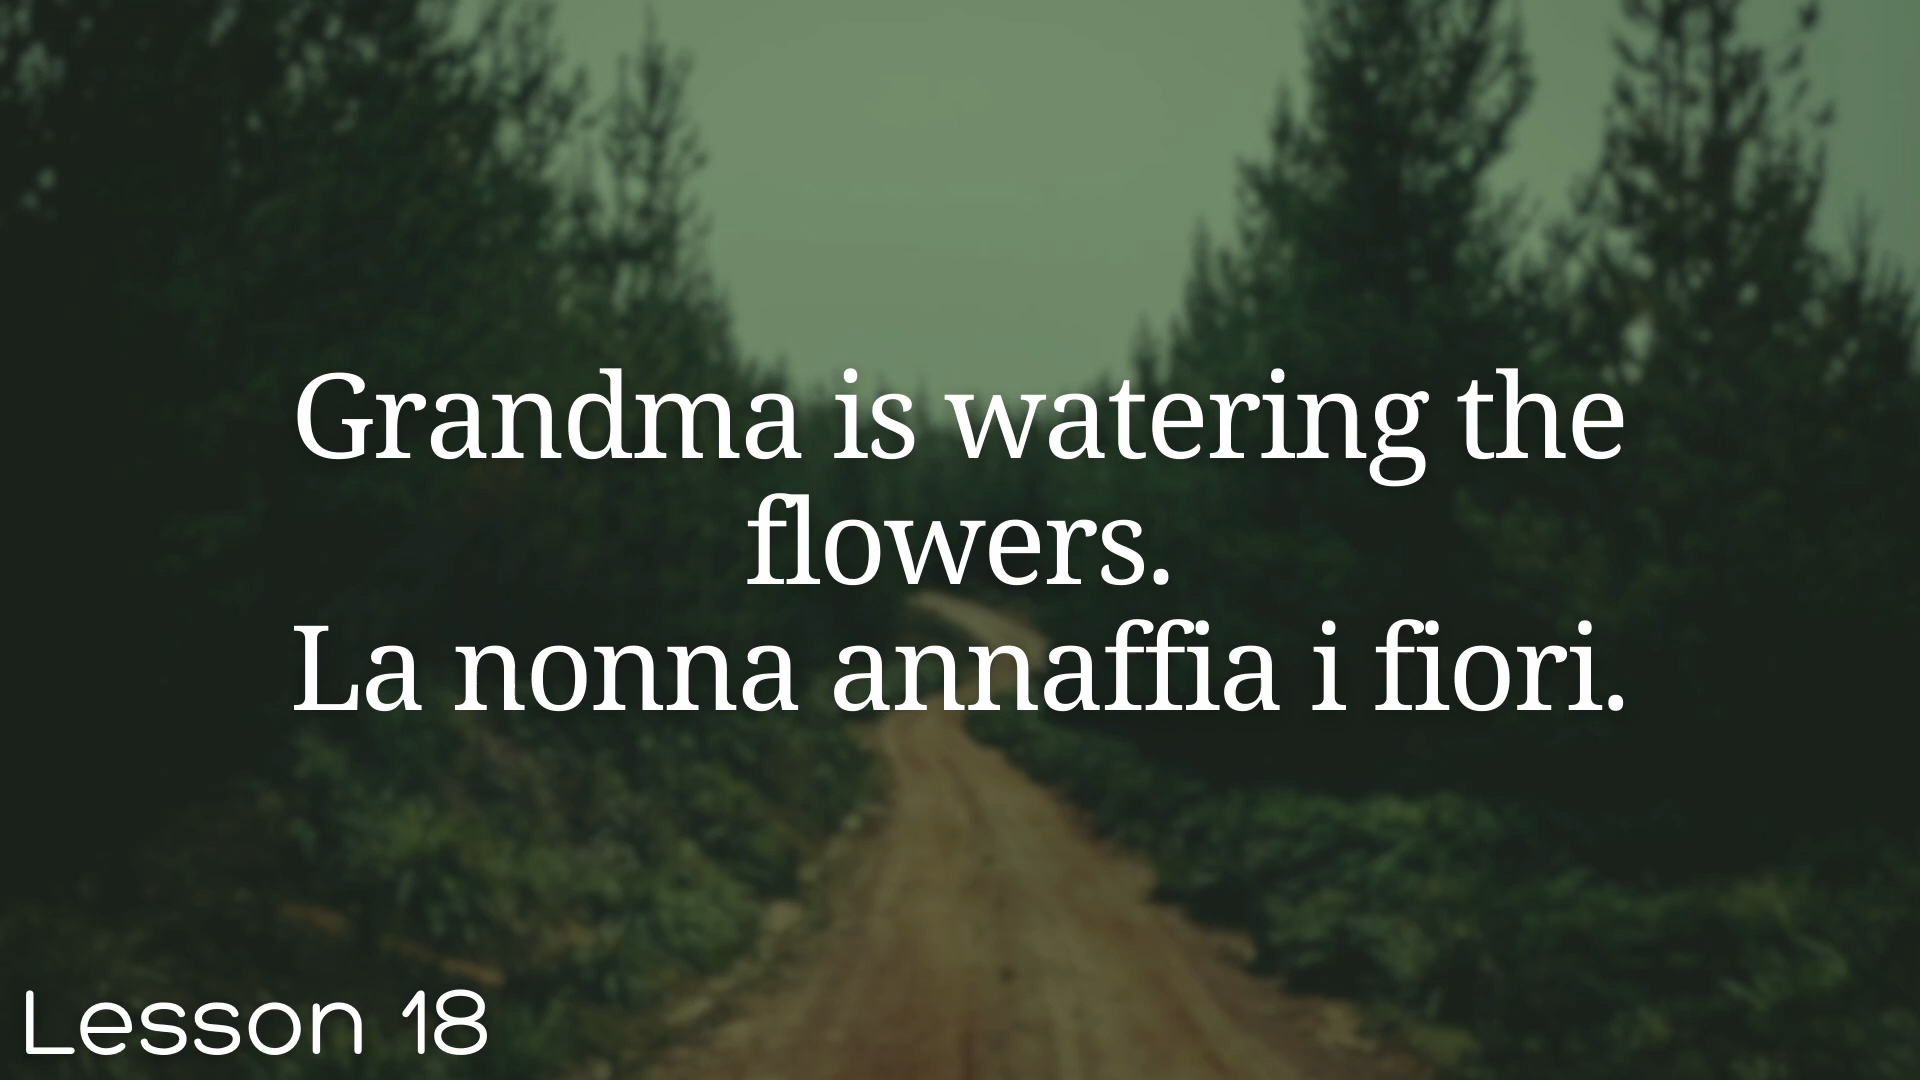 Grandma is watering the
flowers.
La nonna annaffia i fiori.
Lesson 18